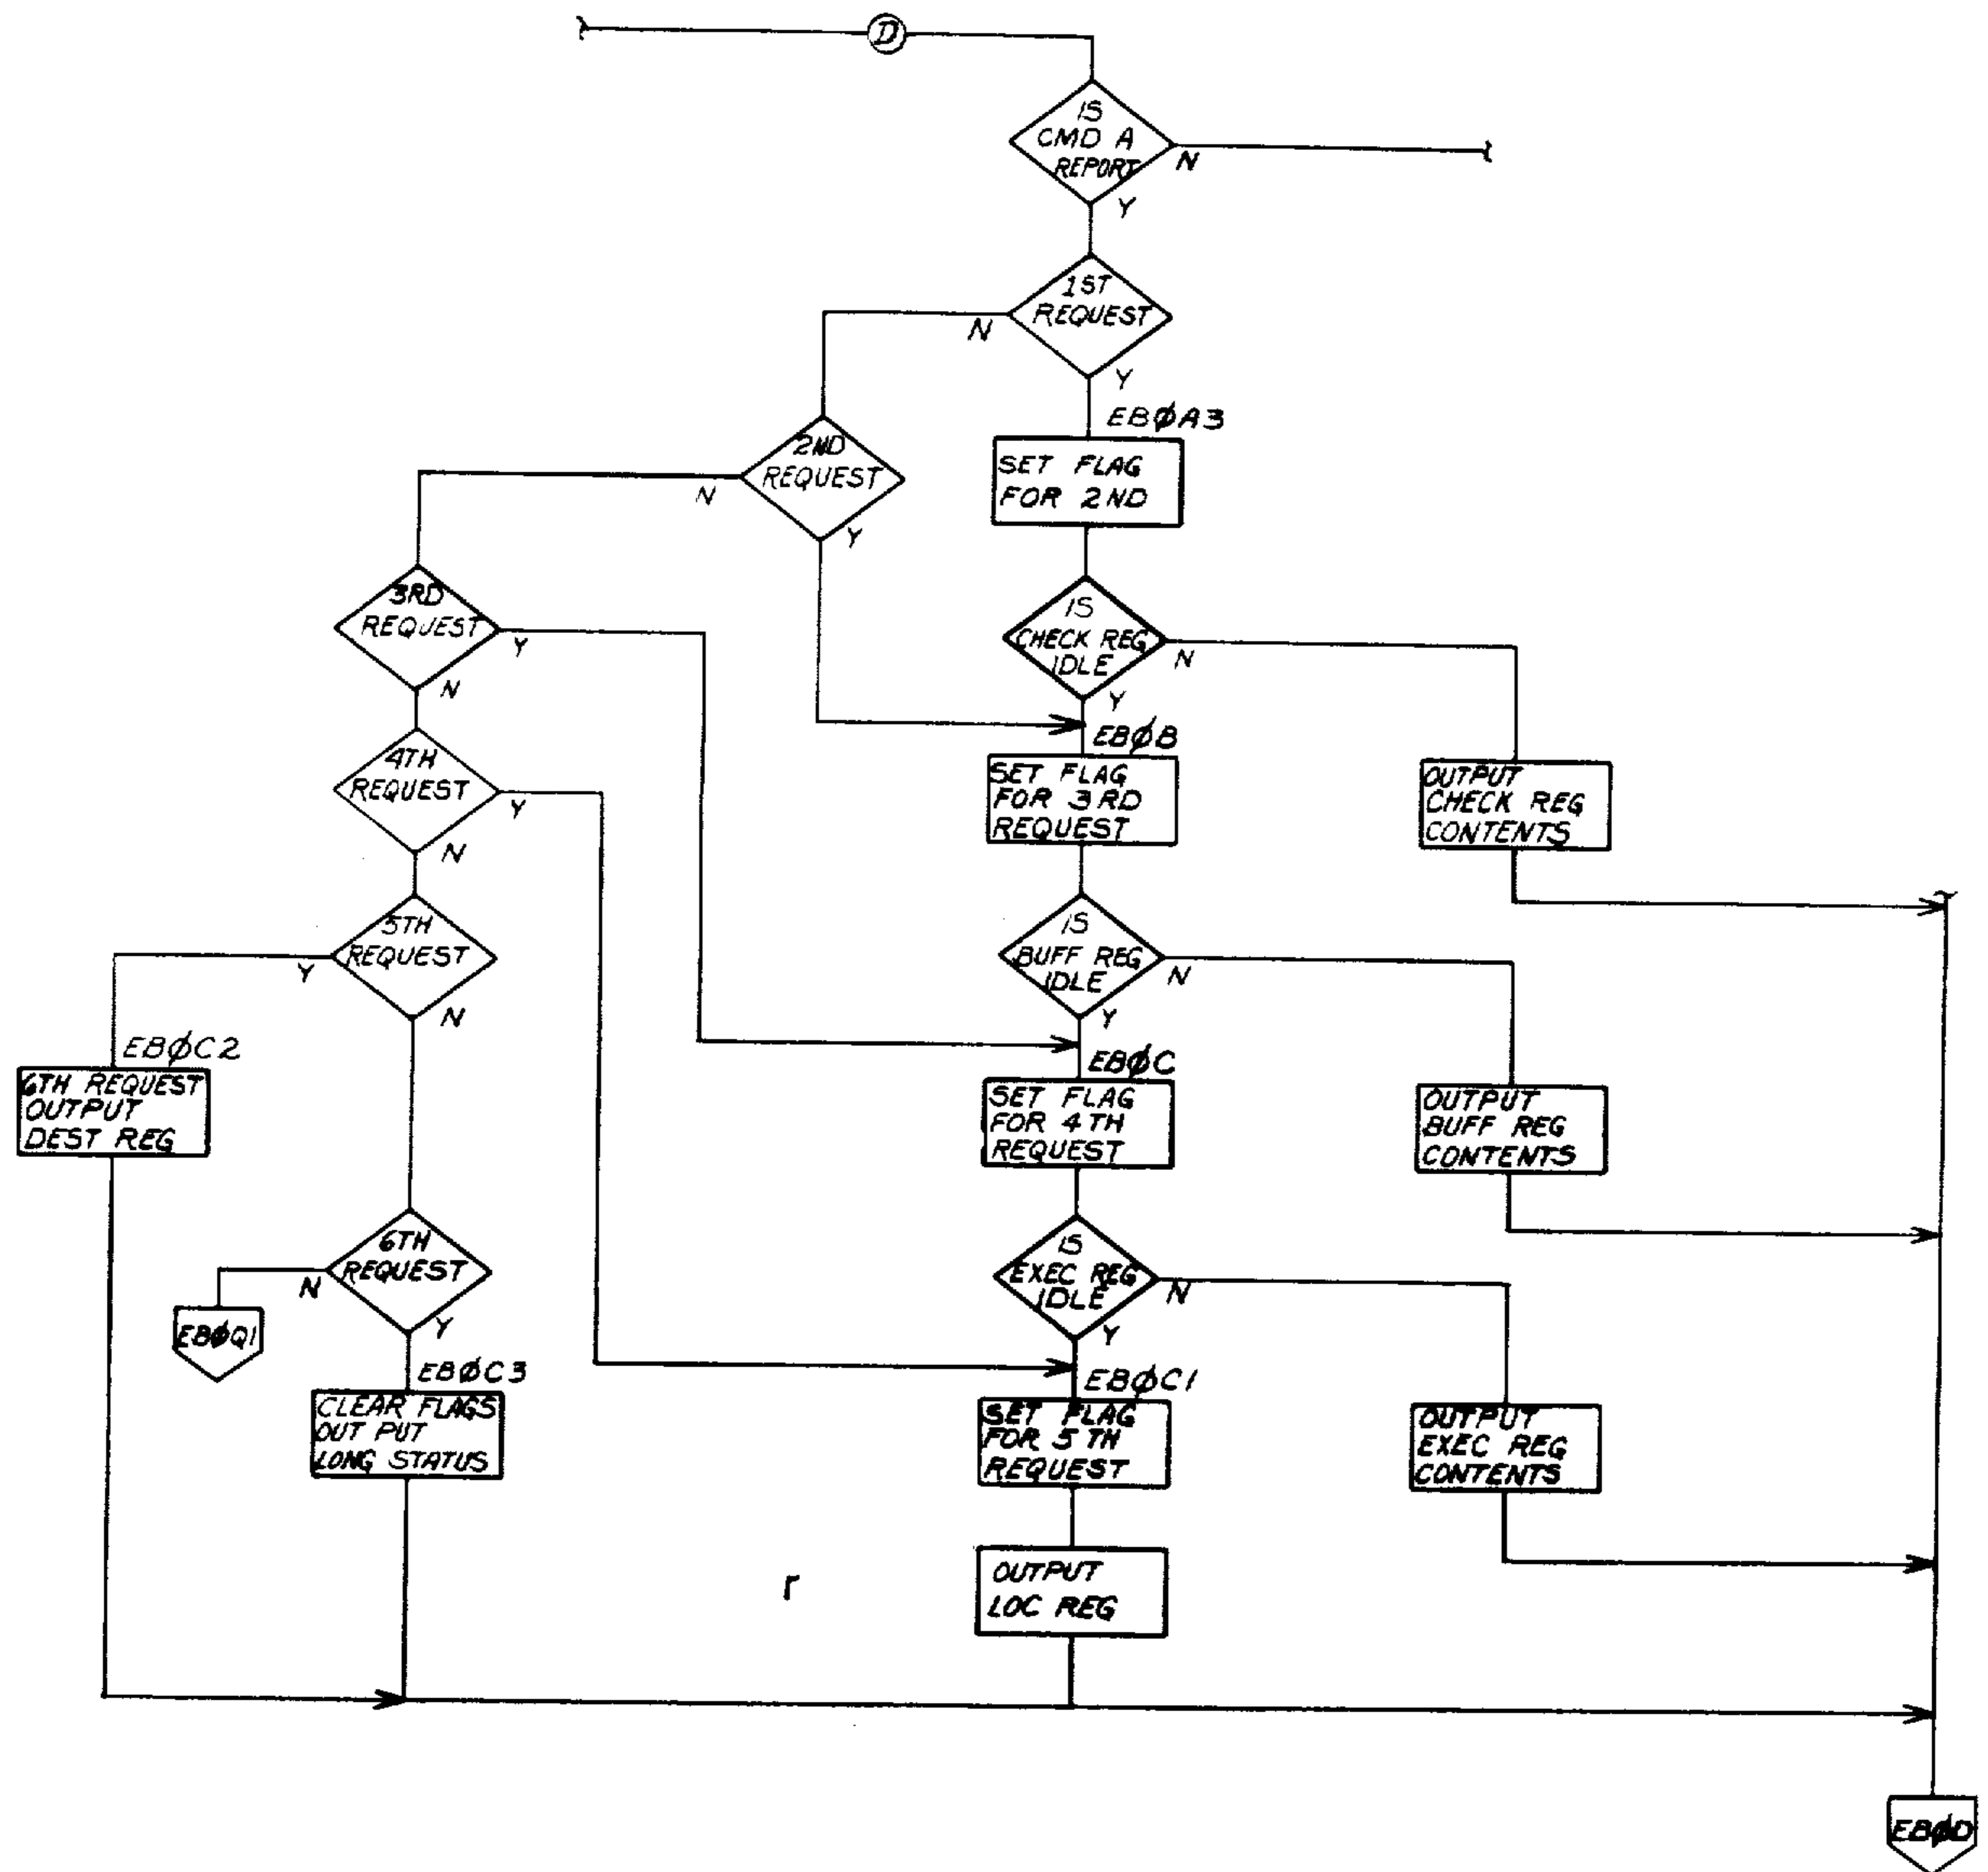 D
IS
CMD A
REPORT
N
Y
1ST
REQUEST
N
Y
EBØA3
SET FLAG
FOR 2ND
2ND
REQUEST
N
Y
3RD
REQUEST
Y
N
IS
CHECK REG
IDLE
N
Y
EBØB
SET FLAG
FOR 3RD
REQUEST
OUTPUT
CHECK REG
CONTENTS
4TH
REQUEST
Y
N
5TH
REQUEST
Y
N
IS
BUFF REG
IDLE
N
Y
EBØC2
6TH REQUEST
OUTPUT
DEST REG
EBØC
SET FLAG
FOR 4TH
REQUEST
OUTPUT
BUFF REG
CONTENTS
6TH
REQUEST
N
Y
EBØQ1
IS
EXEC REG
IDLE
N
Y
EBØC3
CLEAR FLAGS
OUT PUT
LONG STATUS
EBØC1
SET FLAG
FOR 5TH
REQUEST
OUTPUT
EXEC REG
CONTENTS
r
OUTPUT
LOC REG
EBØD